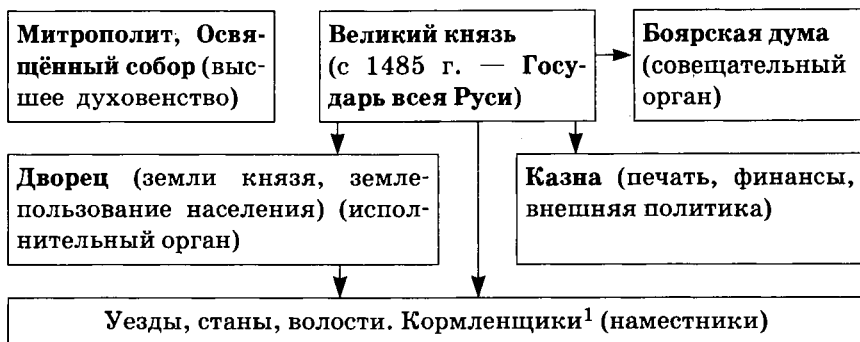 Митрополит, Освя-
щённый собор (выс-
шее духовенство)
Великий князь
(с 1485 г. — Госу-
дарь всея Руси)
Боярская дума
(совещательный
орган)
Дворец (земли князя, земле-
пользование населения) (испол-
нительный орган)
Казна (печать, финансы,
внешняя политика)
Уезды, станы, волости. Кормленщики¹ (наместники)